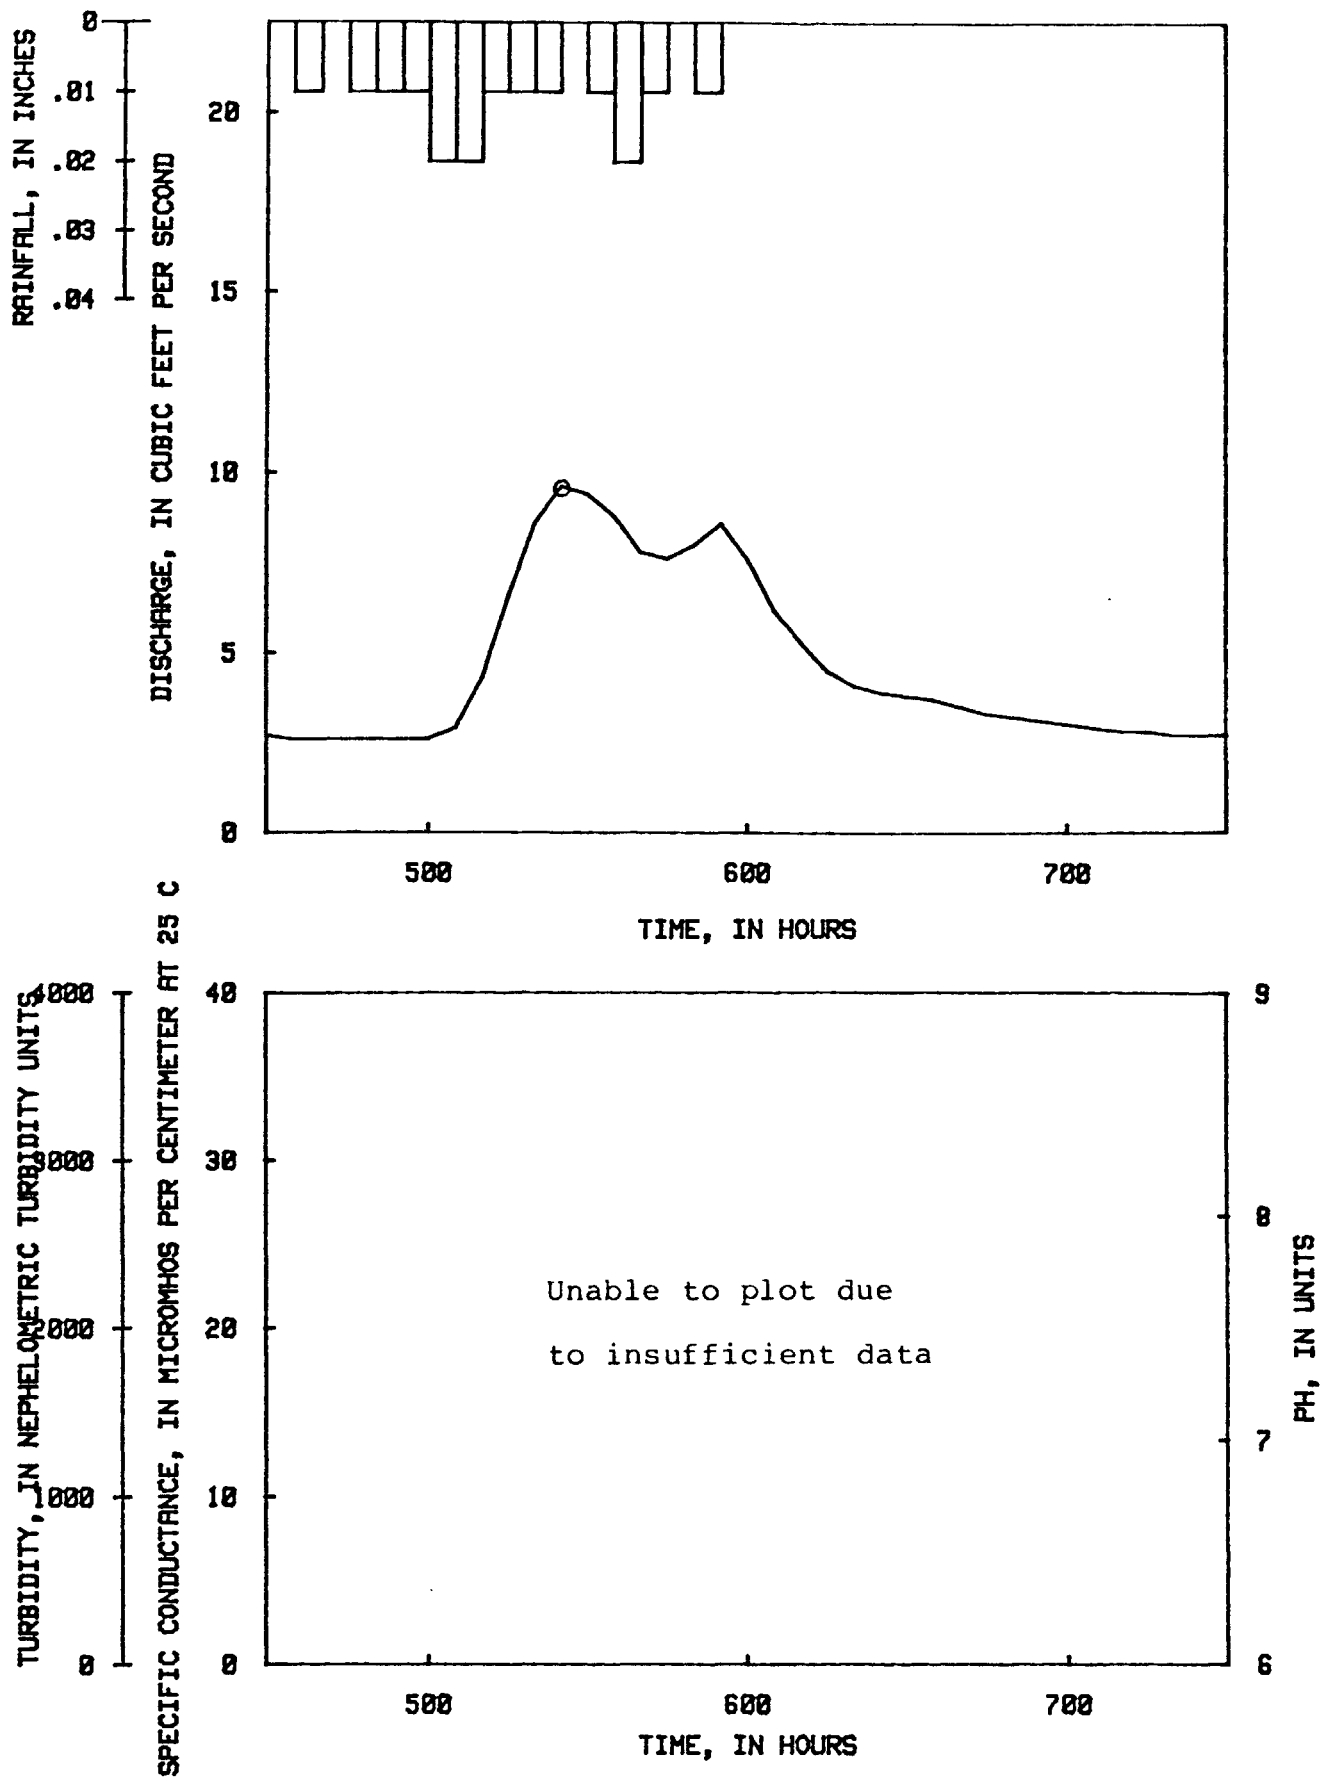 RAINFALL, IN INCHES
0
.01
.02
.03
.04
DISCHARGE, IN CUBIC FEET PER SECOND
20
15
10
5
0
500 600 700
TIME, IN HOURS
TURBIDITY, IN NEPHELOMETRIC TURBIDITY UNITS
4000
3000
2000
1000
0
SPECIFIC CONDUCTANCE, IN MICROMHOS PER CENTIMETER AT 25 C
40
30
20
10
0
Unable to plot due
to insufficient data
9
8
7
6
PH, IN UNITS
500 600 700
TIME, IN HOURS